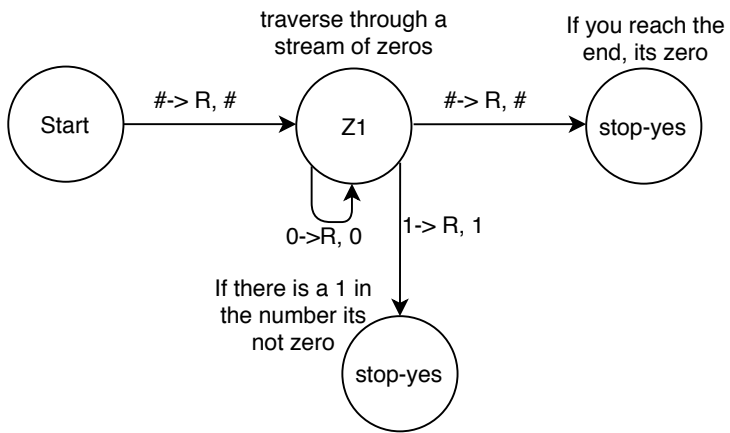 traverse through a
stream of zeros
If you reach the
end, its zero
Start
#-> R, #
Z1
#-> R, #
stop-yes
0->R, 0
1-> R, 1
If there is a 1 in
the number its
not zero
stop-yes